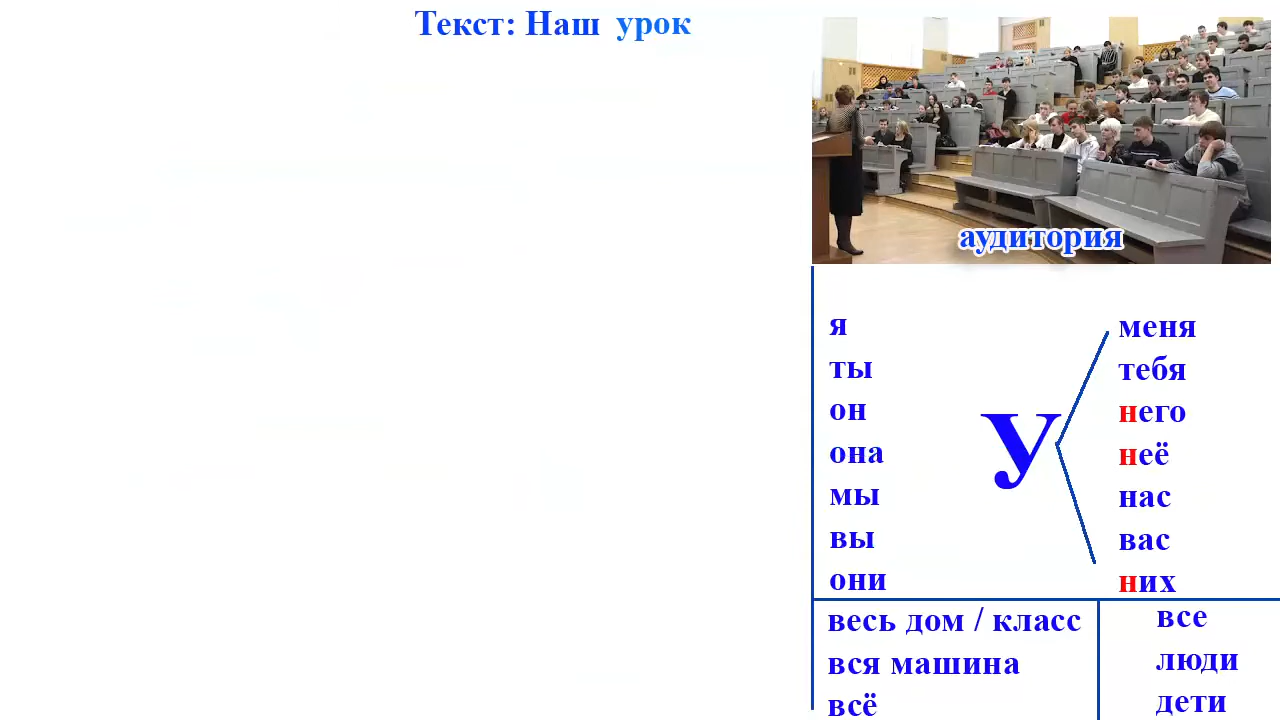 Текст: Наш урок
аудитория
я
ты
он
она
мы
вы
они
У
меня
тебя
него
неё
нас
вас
них
весь дом / класс
вся машина
всё
все
люди
дети